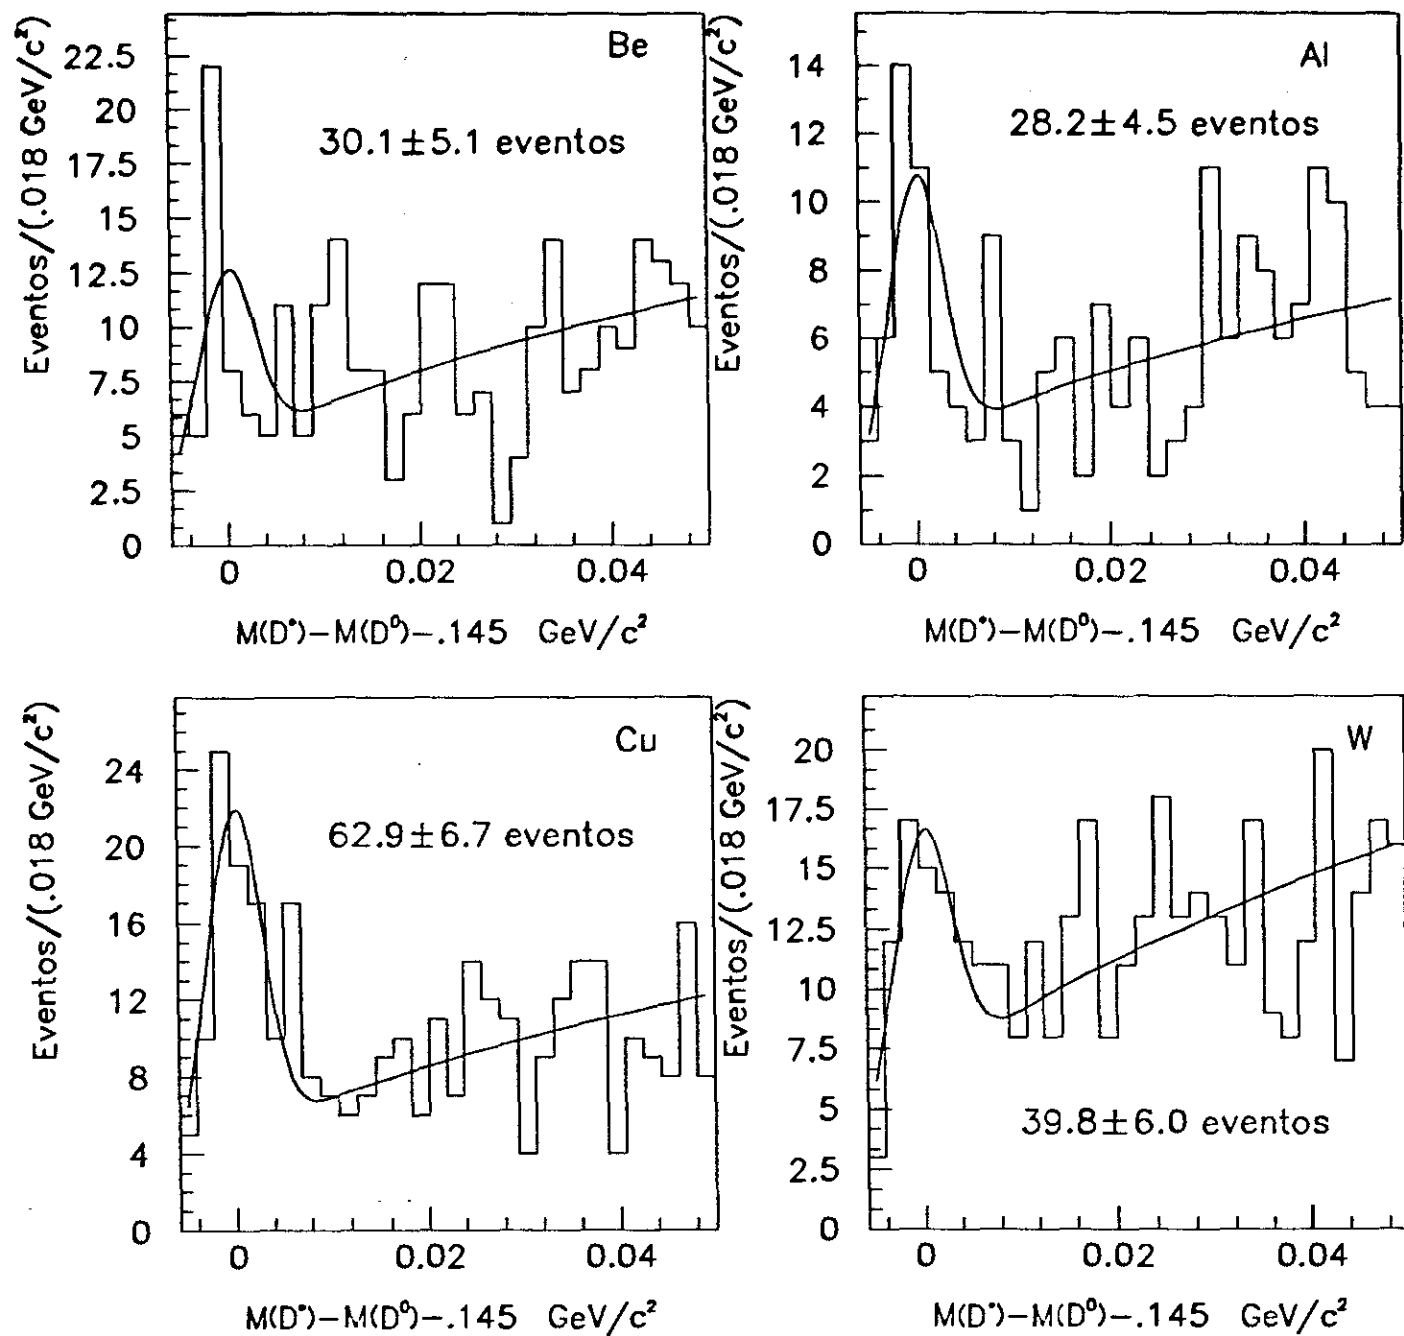 Be
30.1±5.1 eventos
Eventos/(.018 GeV/c²)
22.5
20
17.5
15
12.5
10
7.5
5
2.5
0
0 0.02 0.04
M(D*)−M(D⁰)−.145 GeV/c²
Al
28.2±4.5 eventos
Eventos/(.018 GeV/c²)
14
12
10
8
6
4
2
0
0 0.02 0.04
M(D*)−M(D⁰)−.145 GeV/c²
Cu
62.9±6.7 eventos
Eventos/(.018 GeV/c²)
24
20
16
12
8
4
0
0 0.02 0.04
M(D*)−M(D⁰)−.145 GeV/c²
W
39.8±6.0 eventos
Eventos/(.018 GeV/c²)
20
17.5
15
12.5
10
7.5
5
2.5
0
0 0.02 0.04
M(D*)−M(D⁰)−.145 GeV/c²